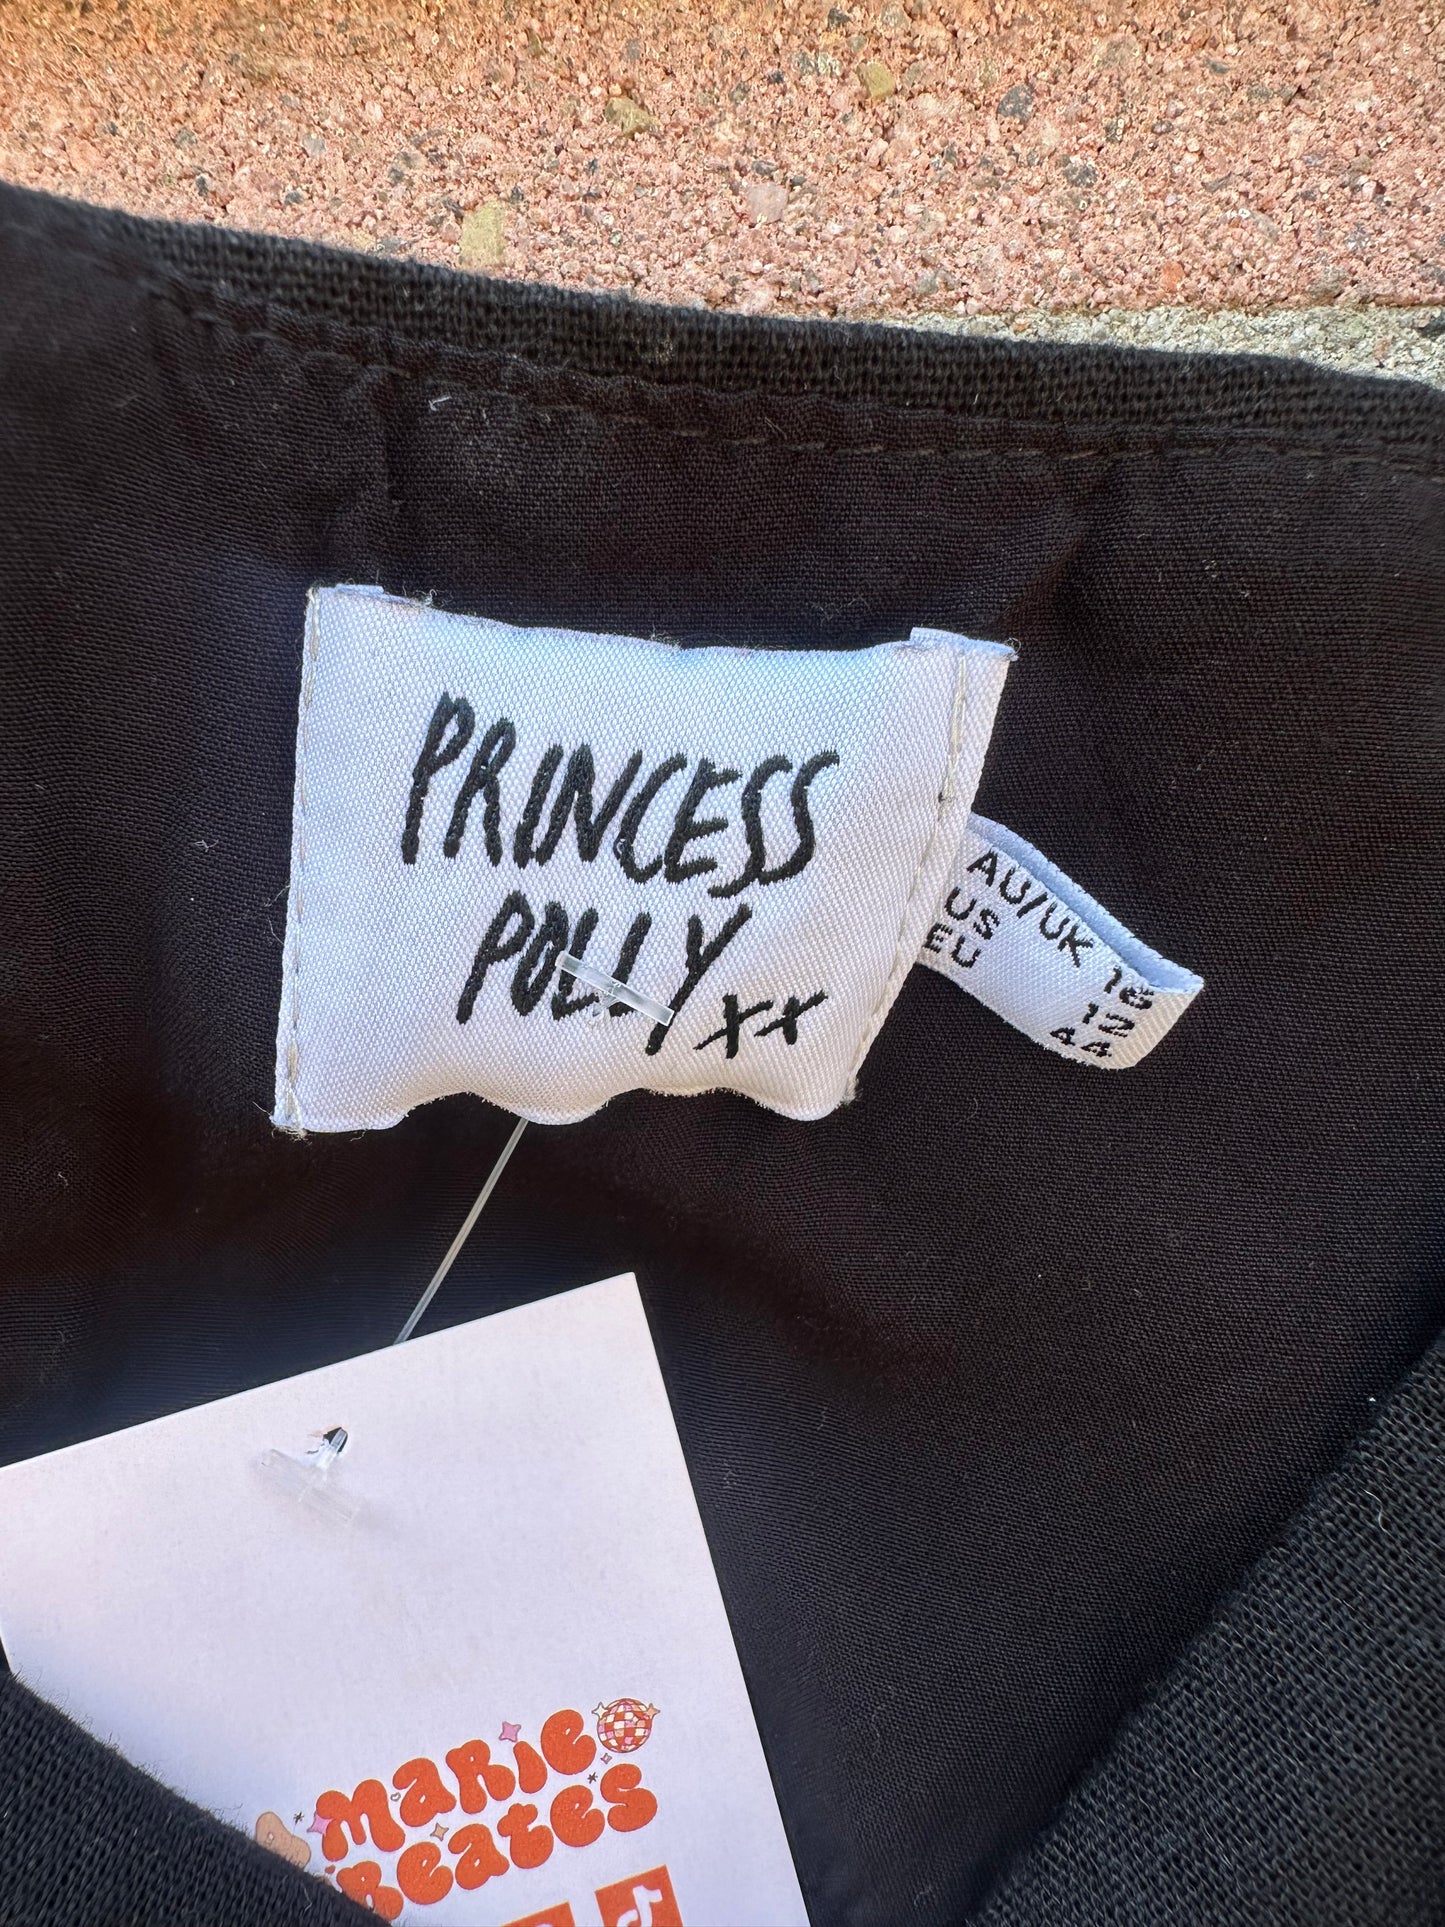 PRINCESS
POLLY xx
AU/UK 16
US 12
EU 44
MARiE
cReates